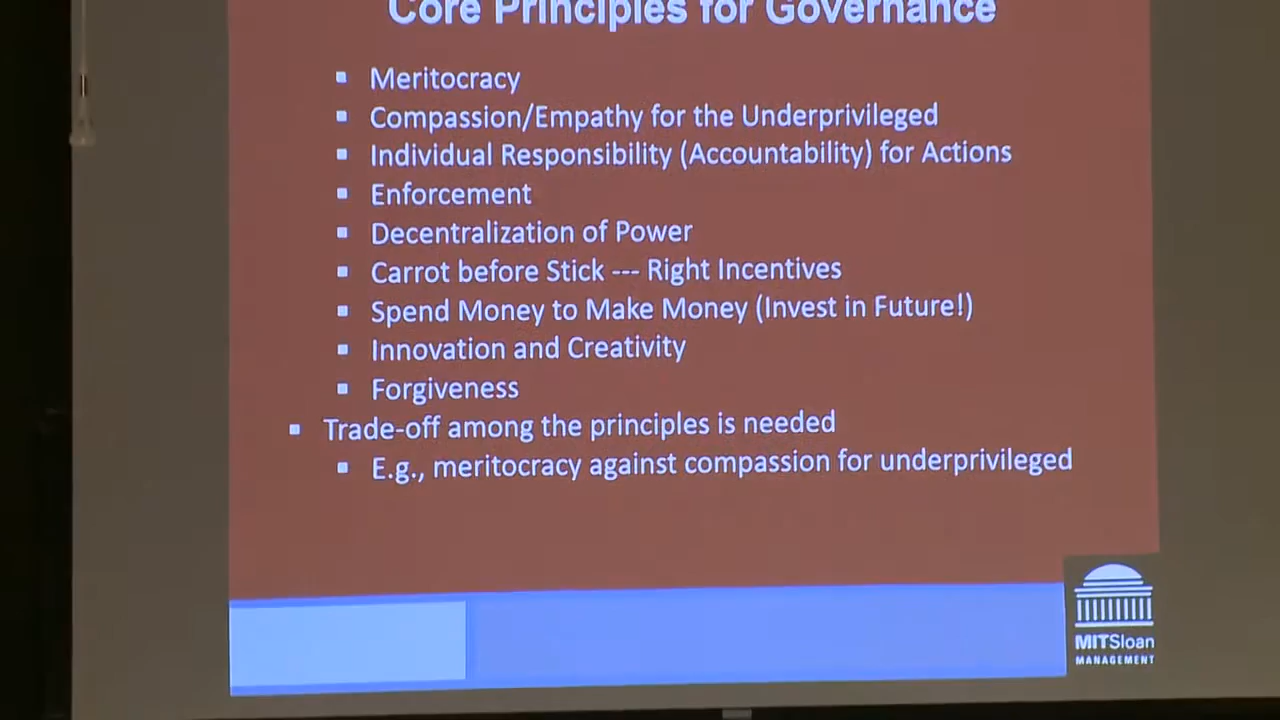 Core Principles for Governance
Meritocracy
Compassion/Empathy for the Underprivileged
Individual Responsibility (Accountability) for Actions
Enforcement
Decentralization of Power
Carrot before Stick --- Right Incentives
Spend Money to Make Money (Invest in Future!)
Innovation and Creativity
Forgiveness
Trade-off among the principles is needed
E.g., meritocracy against compassion for underprivileged
MITSloan
MANAGEMENT